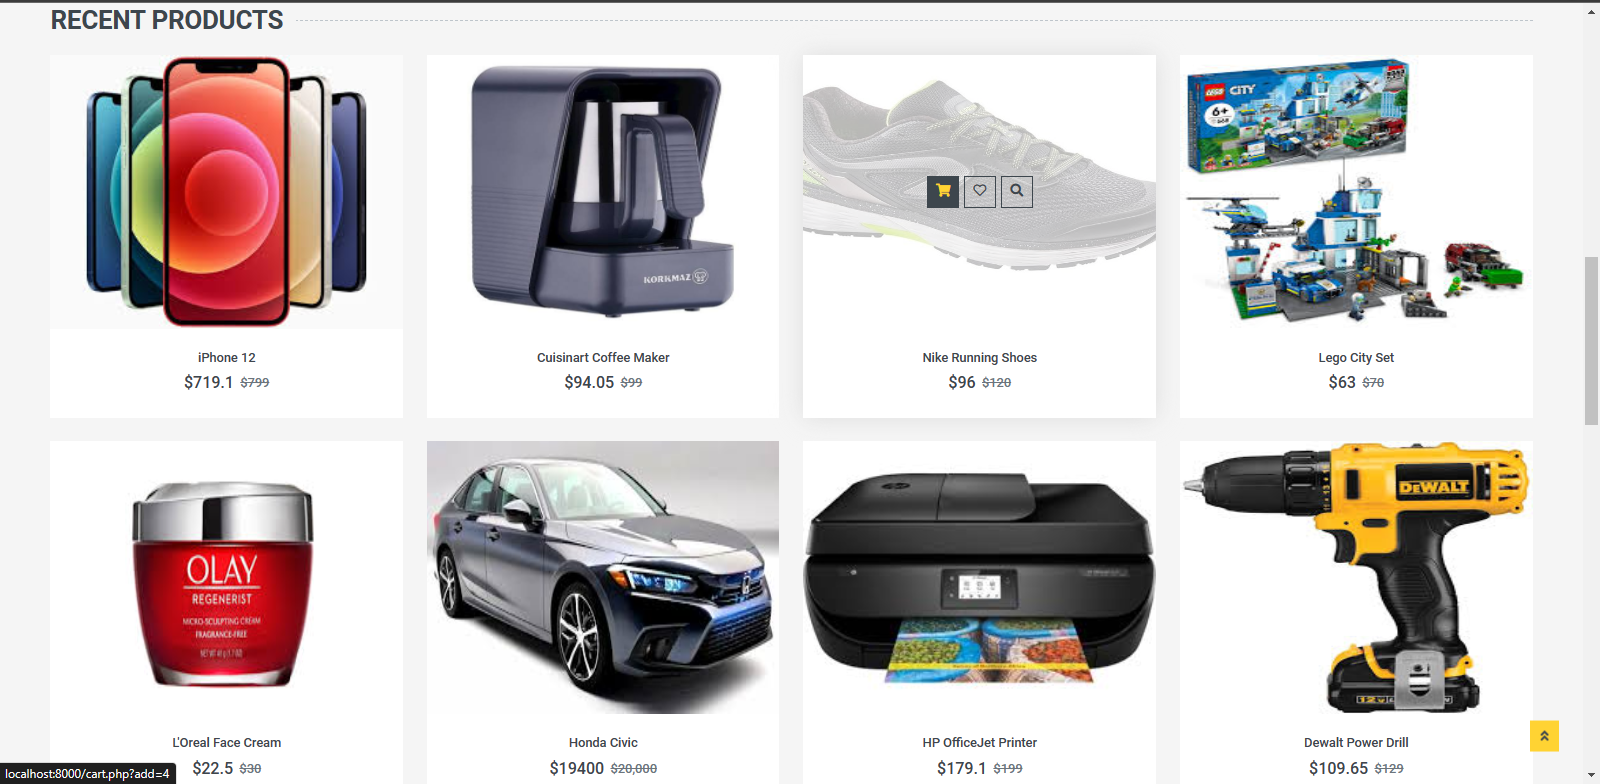 RECENT PRODUCTS
KORKMAZ
LEGO CITY
6+
iPhone 12
Cuisinart Coffee Maker
Nike Running Shoes
Lego City Set
$719.1 $799
$94.05 $99
$96 $120
$63 $70
OLAY
REGENERIST
MICRO-SCULPTING CREAM
FRAGRANCE-FREE
DEWALT
L'Oreal Face Cream
Honda Civic
HP OfficeJet Printer
Dewalt Power Drill
$22.5 $30
$19400 $20,000
$179.1 $199
$109.65 $129
localhost:8000/cart.php?add=4